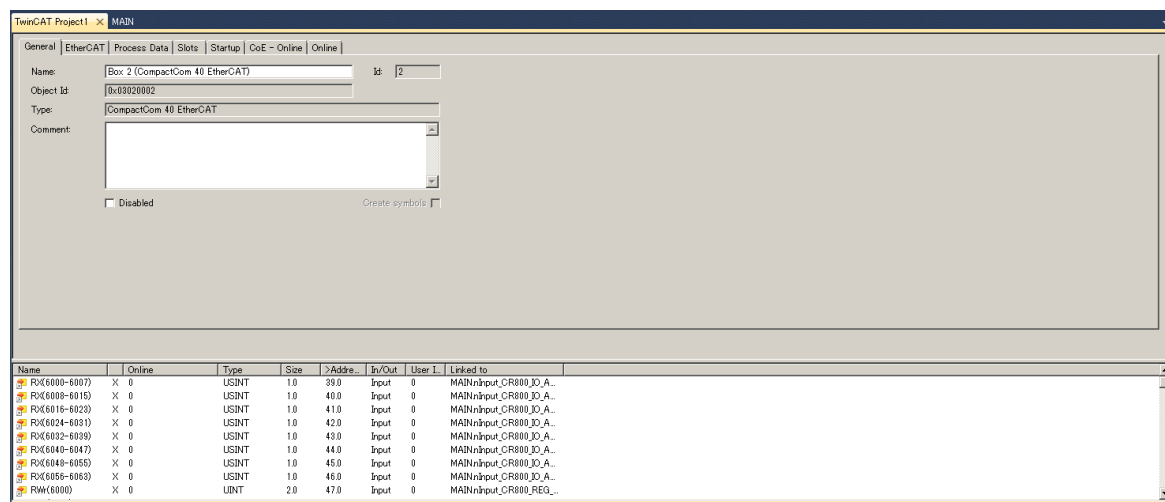 TwinCAT Project1 MAIN
General EtherCAT Process Data Slots Startup CoE - Online Online
Name: Box 2 (CompactCom 40 EtherCAT) Id: 2
Object Id: 0x03020002
Type: CompactCom 40 EtherCAT
Comment:
Disabled Create symbols
Name Online Type Size >Addre... In/Out User I... Linked to
RX(6000-6007) X 0 USINT 1.0 39.0 Input 0 MAIN.nInput_CR800_IO_A...
RX(6008-6015) X 0 USINT 1.0 40.0 Input 0 MAIN.nInput_CR800_IO_A...
RX(6016-6023) X 0 USINT 1.0 41.0 Input 0 MAIN.nInput_CR800_IO_A...
RX(6024-6031) X 0 USINT 1.0 42.0 Input 0 MAIN.nInput_CR800_IO_A...
RX(6032-6039) X 0 USINT 1.0 43.0 Input 0 MAIN.nInput_CR800_IO_A...
RX(6040-6047) X 0 USINT 1.0 44.0 Input 0 MAIN.nInput_CR800_IO_A...
RX(6048-6055) X 0 USINT 1.0 45.0 Input 0 MAIN.nInput_CR800_IO_A...
RX(6056-6063) X 0 USINT 1.0 46.0 Input 0 MAIN.nInput_CR800_IO_A...
RWr(6000) X 0 UINT 2.0 47.0 Input 0 MAIN.nInput_CR800_REG_...